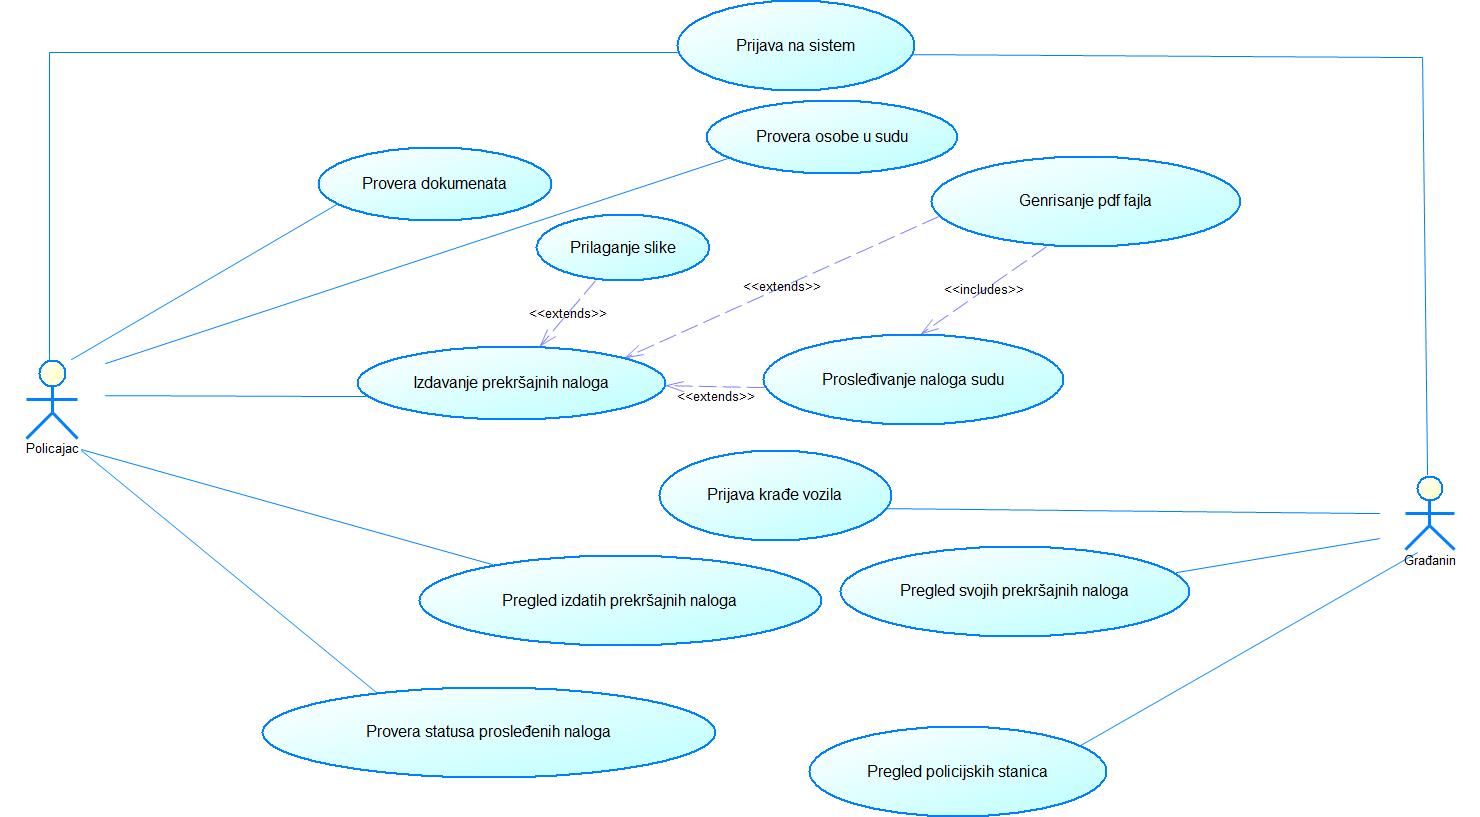 Prijava na sistem
Provera osobe u sudu
Provera dokumenata
Genrisanje pdf fajla
Prilaganje slike
<<extends>>
<<includes>>
<<extends>>
Izdavanje prekršajnih naloga
Prosleđivanje naloga sudu
<<extends>>
Policajac
Prijava krađe vozila
Građanin
Pregled izdatih prekršajnih naloga
Pregled svojih prekršajnih naloga
Provera statusa prosleđenih naloga
Pregled policijskih stanica